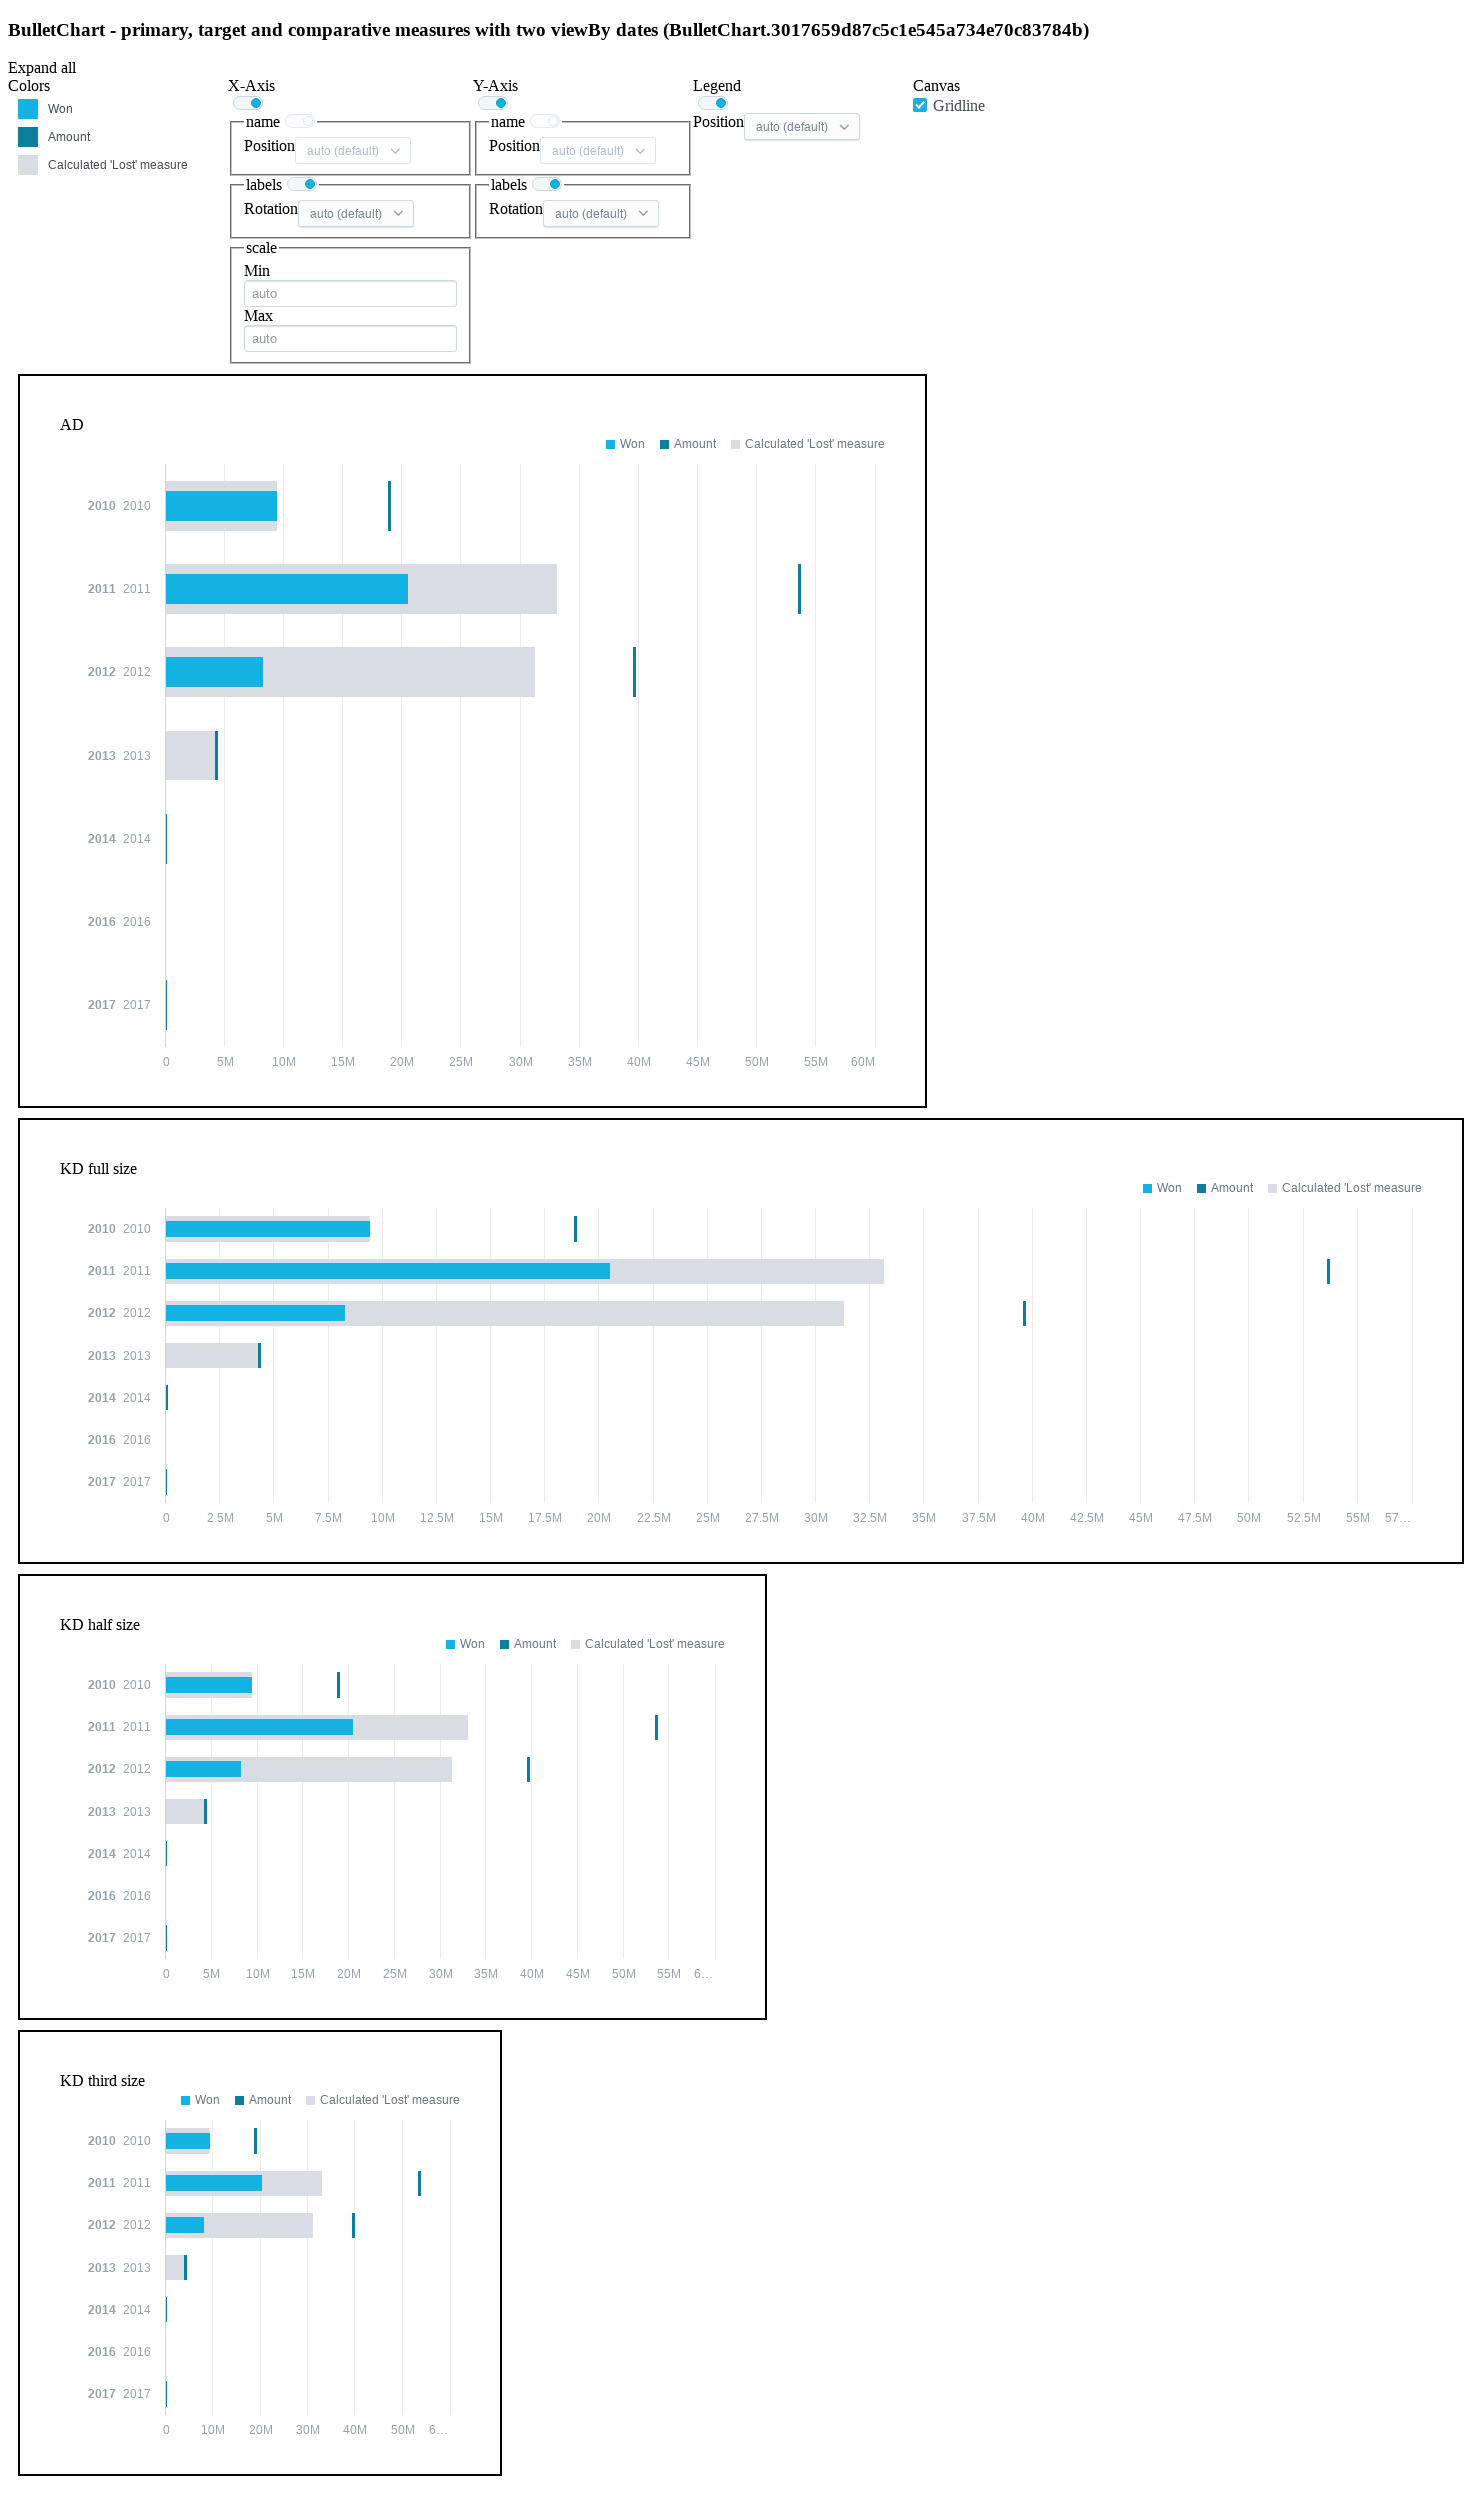 BulletChart - primary, target and comparative measures with two viewBy dates (BulletChart.3017659d87c5c1e545a734e70c83784b)
Expand all
Colors
Won
Amount
Calculated 'Lost' measure
X-Axis
name
Position auto (default)
labels
Rotation auto (default)
scale
Min
auto
Max
auto
Y-Axis
name
Position auto (default)
labels
Rotation auto (default)
Legend
Position auto (default)
Canvas
Gridline
AD
Won Amount Calculated 'Lost' measure
2010 2010
2011 2011
2012 2012
2013 2013
2014 2014
2016 2016
2017 2017
0 5M 10M 15M 20M 25M 30M 35M 40M 45M 50M 55M 60M
KD full size
Won Amount Calculated 'Lost' measure
2010 2010
2011 2011
2012 2012
2013 2013
2014 2014
2016 2016
2017 2017
0 2.5M 5M 7.5M 10M 12.5M 15M 17.5M 20M 22.5M 25M 27.5M 30M 32.5M 35M 37.5M 40M 42.5M 45M 47.5M 50M 52.5M 55M 57…
KD half size
Won Amount Calculated 'Lost' measure
2010 2010
2011 2011
2012 2012
2013 2013
2014 2014
2016 2016
2017 2017
0 5M 10M 15M 20M 25M 30M 35M 40M 45M 50M 55M 6…
KD third size
Won Amount Calculated 'Lost' measure
2010 2010
2011 2011
2012 2012
2013 2013
2014 2014
2016 2016
2017 2017
0 10M 20M 30M 40M 50M 6…